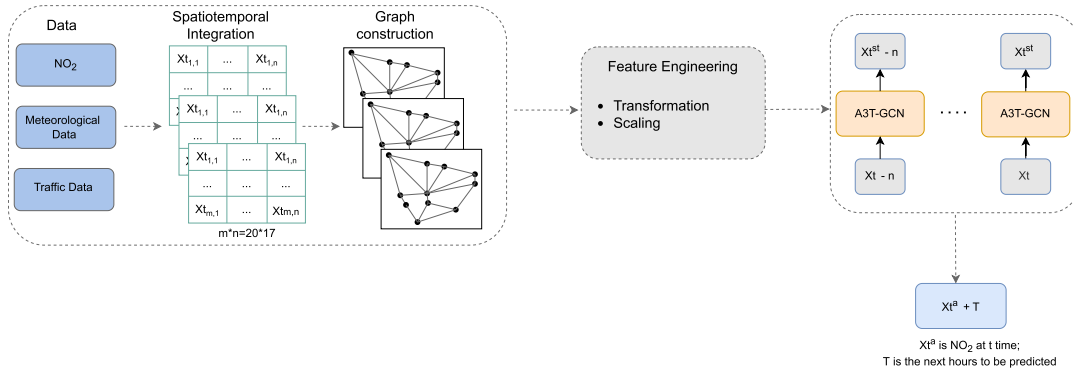 Data
NO₂
Meteorological
Data
Traffic Data
Spatiotemporal
Integration
Xt₁,₁ ... Xt₁,n
... ...
Xt₁,₁ ... Xt₁,n
... ...
Xt₁,₁ ... Xt₁,n
... ... ...
Xtm,₁ ... Xtm,n
m*n=20*17
Graph
construction
Feature Engineering
• Transformation
• Scaling
Xtˢᵗ - n
Xtˢᵗ
A3T-GCN
. . . .
A3T-GCN
Xt - n
Xt
Xtᵃ + T
Xtᵃ is NO₂ at t time;
T is the next hours to be predicted